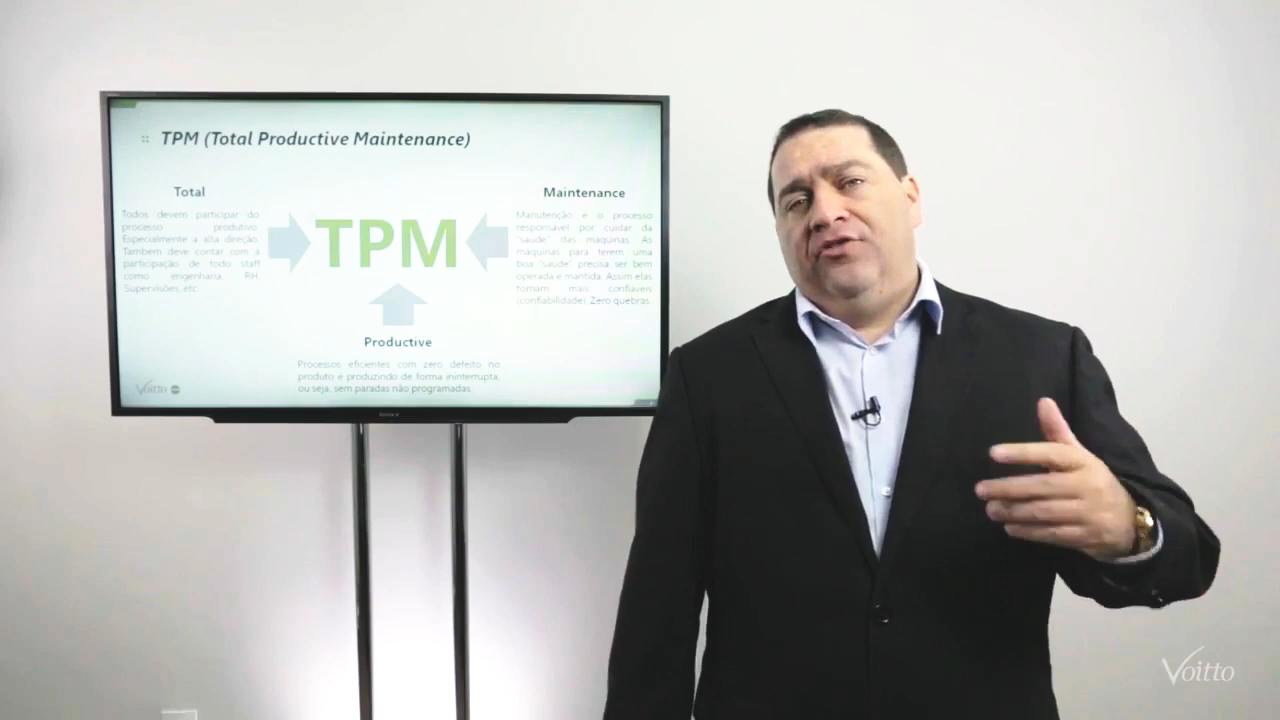 TPM (Total Productive Maintenance)
Total
Todos devem participar do
processo produtivo.
Especialmente a alta direção.
Também deve contar com a
participação de todo staff
como engenharia, RH,
Supervisões, etc.
TPM
Maintenance
Manutenção e o processo
responsável por cuidar da
"saúde" das máquinas. As
máquinas para terem uma
boa "saúde" precisa ser bem
operada e mantida. Assim elas
tornam mais confiáveis
(confiabilidade). Zero quebras.
Productive
Processos eficientes com zero defeito no
produto e produzindo de forma ininterrupta,
ou seja, sem paradas não programadas.
Voitto
SONY
Voitto